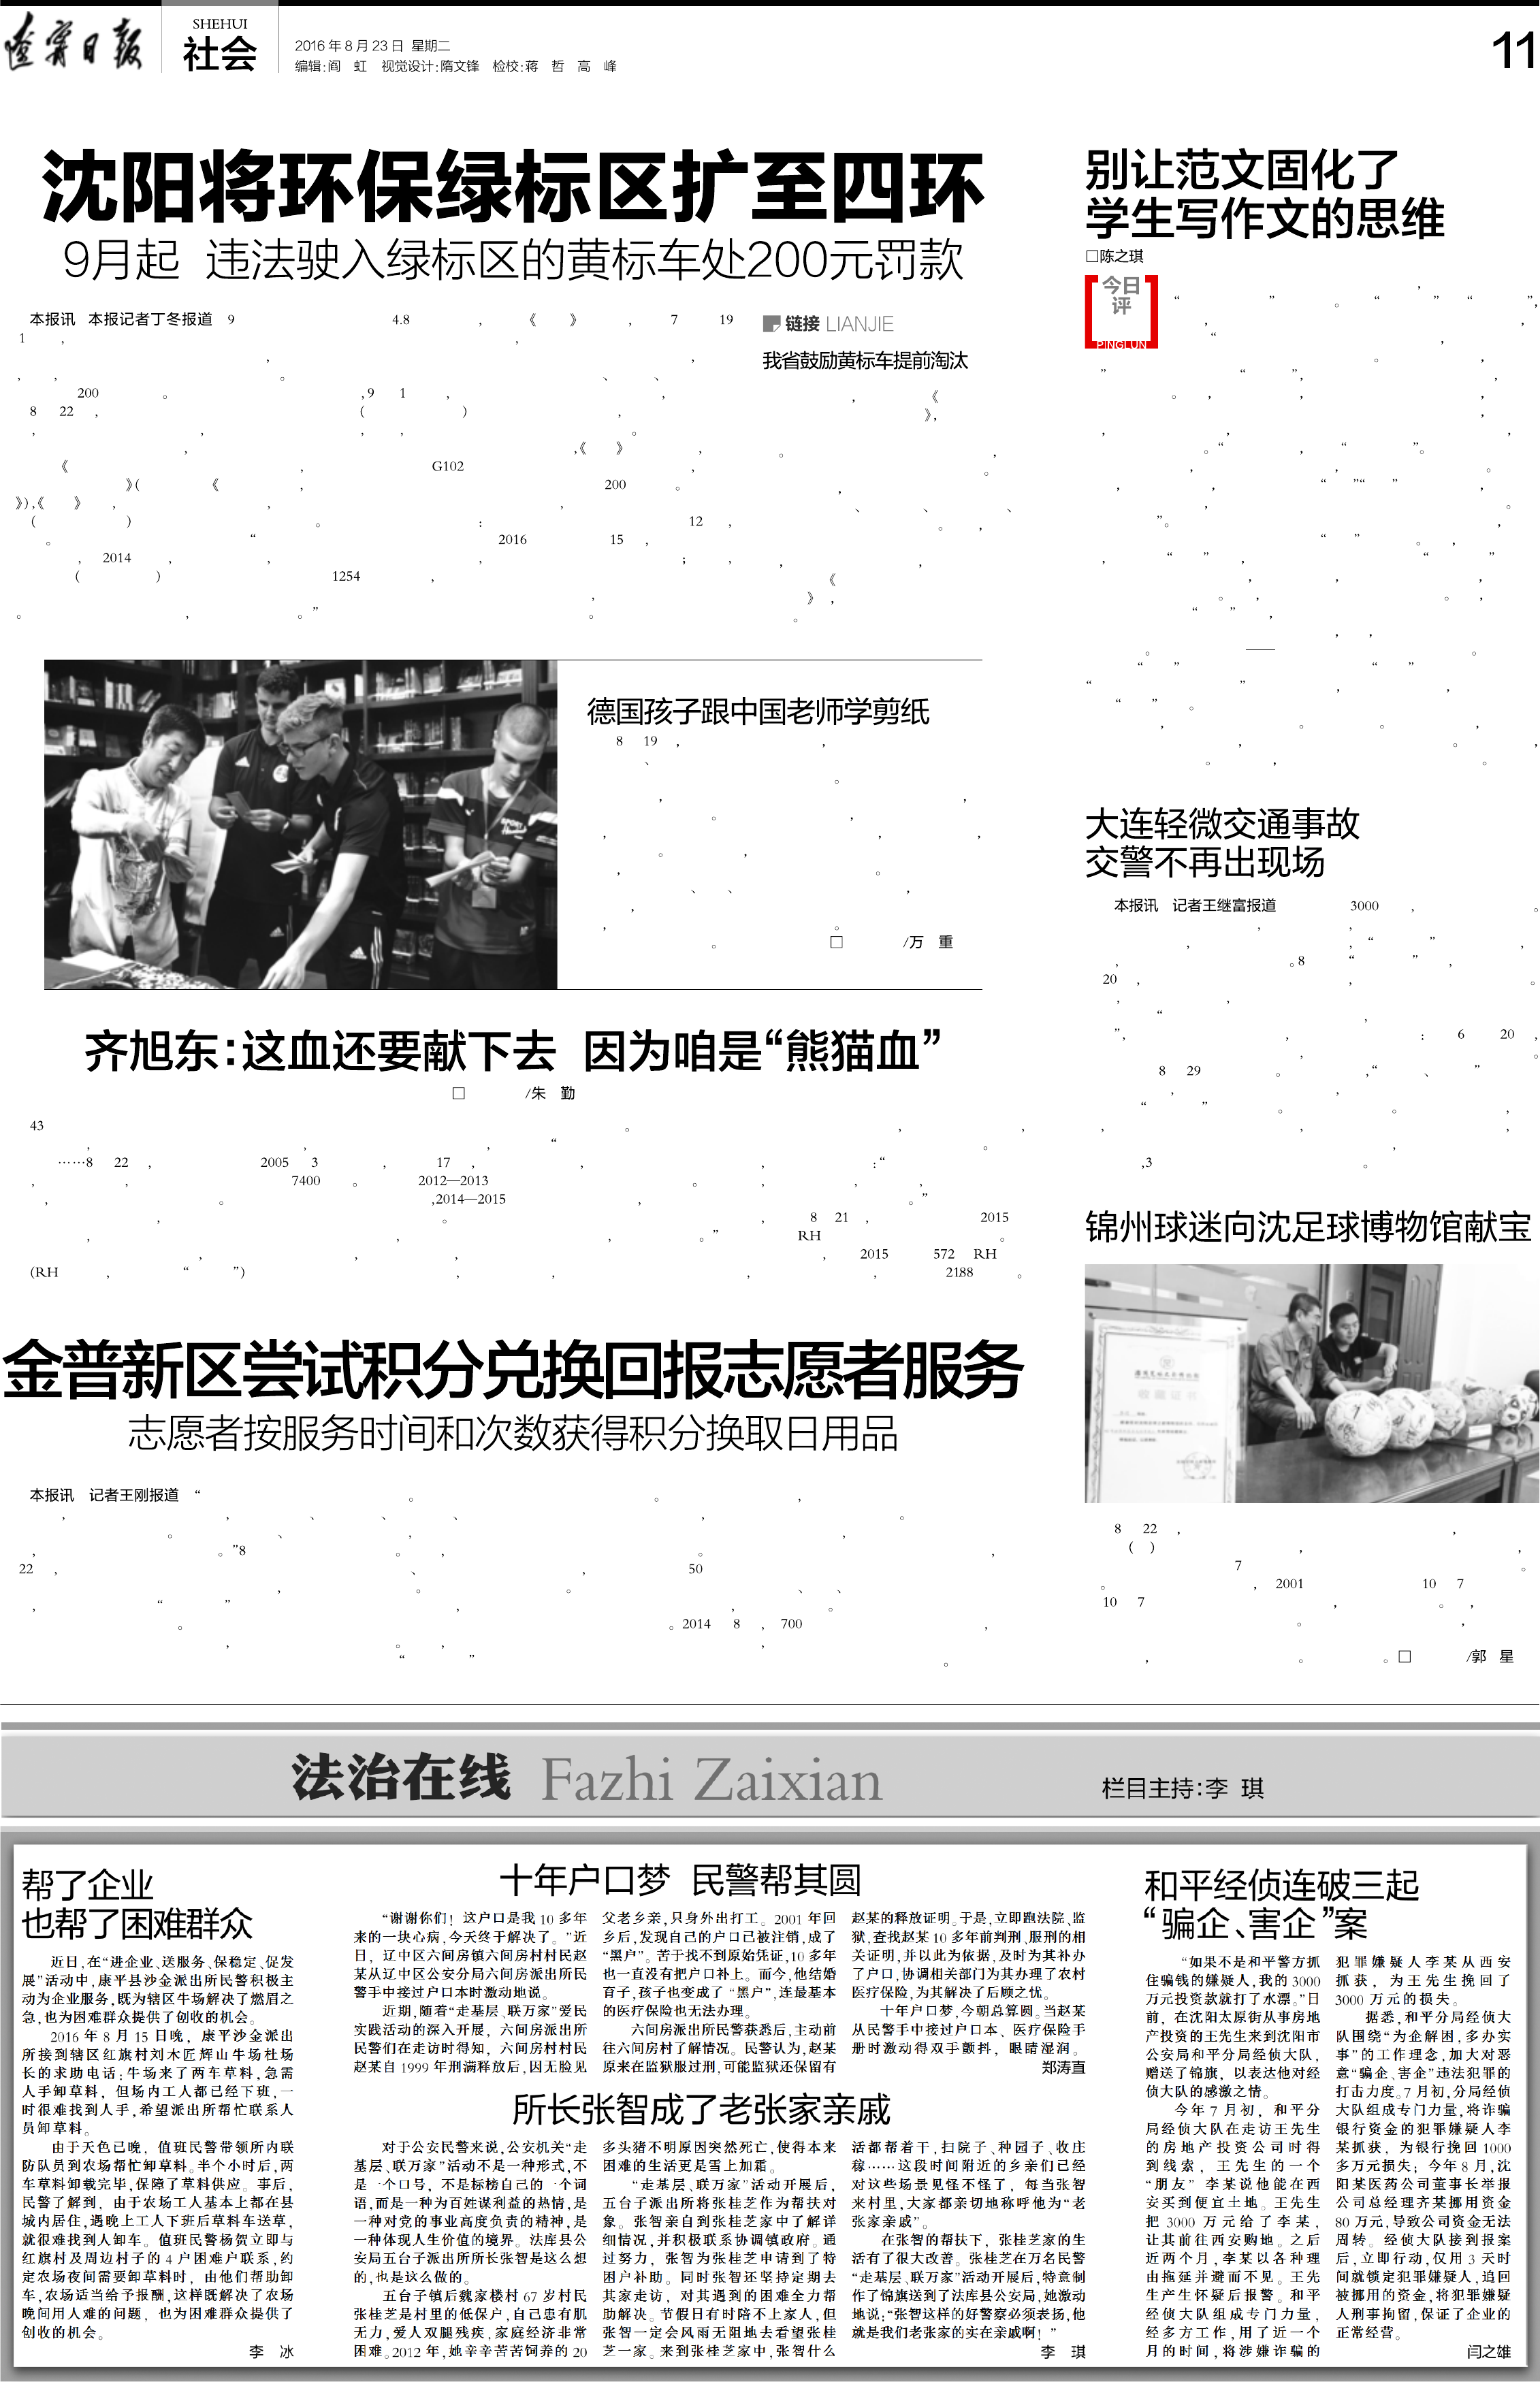 遼寧日報
SHEHUI
社会
2016年8月23日 星期二
编辑:阎 虹 视觉设计:隋文锋 检校:蒋 哲 高 峰
11
沈阳将环保绿标区扩至四环
9月起 违法驶入绿标区的黄标车处200元罚款
本报讯 本报记者丁冬报道 9
链接 LIANJIE
我省鼓励黄标车提前淘汰
别让范文固化了
学生写作文的思维
□陈之琪
今日
评
PINGLUN
德国孩子跟中国老师学剪纸
8 19 ,
□ /万 重
大连轻微交通事故
交警不再出现场
本报讯 记者王继富报道 3000 ,
齐旭东:这血还要献下去 因为咱是“熊猫血”
□ /朱 勤
锦州球迷向沈足球博物馆献宝
8 22 ,
□ /郭 星
金普新区尝试积分兑换回报志愿者服务
志愿者按服务时间和次数获得积分换取日用品
本报讯 记者王刚报道 “
法治在线 Fazhi Zaixian
栏目主持:李 琪
帮了企业
也帮了困难群众
近日,在“进企业、送服务、保稳定、促发
展”活动中,康平县沙金派出所民警积极主
动为企业服务,既为辖区牛场解决了燃眉之
急,也为困难群众提供了创收的机会。
2016年8月15日晚，康平沙金派出
所接到辖区红旗村刘木匠辉山牛场杜场
长的求助电话:牛场来了两车草料,急需
人手卸草料，但场内工人都已经下班,一
时很难找到人手,希望派出所帮忙联系人
员卸草料。
由于天色已晚，值班民警带领所内联
防队员到农场帮忙卸草料。半个小时后,两
车草料卸载完毕,保障了草料供应。事后,
民警了解到，由于农场工人基本上都在县
城内居住,遇晚上工人下班后草料车送草,
就很难找到人卸车。值班民警杨贺立即与
红旗村及周边村子的4户困难户联系,约
定农场夜间需要卸草料时，由他们帮助卸
车,农场适当给予报酬,这样既解决了农场
晚间用人难的问题，也为困难群众提供了
创收的机会。
李 冰
十年户口梦 民警帮其圆
“谢谢你们！这户口是我10多年
来的一块心病,今天终于解决了。”近
日，辽中区六间房镇六间房村村民赵
某从辽中区公安分局六间房派出所民
警手中接过户口本时激动地说。
近期,随着“走基层、联万家”爱民
实践活动的深入开展，六间房派出所
民警们在走访时得知，六间房村村民
赵某自1999年刑满释放后,因无脸见
父老乡亲,只身外出打工。2001年回
乡后,发现自己的户口已被注销,成了
“黑户”。苦于找不到原始凭证,10多年
也一直没有把户口补上。而今,他结婚
育子,孩子也变成了“黑户”,连最基本
的医疗保险也无法办理。
六间房派出所民警获悉后,主动前
往六间房村了解情况。民警认为,赵某
原来在监狱服过刑,可能监狱还保留有
赵某的释放证明。于是,立即跑法院、监
狱,查找赵某10多年前判刑、服刑的相
关证明,并以此为依据,及时为其补办
了户口,协调相关部门为其办理了农村
医疗保险,为其解决了后顾之忧。
十年户口梦,今朝总算圆。当赵某
从民警手中接过户口本、医疗保险手
册时激动得双手颤抖，眼睛湿润。
郑涛直
所长张智成了老张家亲戚
对于公安民警来说,公安机关“走
基层、联万家”活动不是一种形式,不
是一个口号，不是标榜自己的一个词
语,而是一种为百姓谋利益的热情,是
一种对党的事业高度负责的精神,是
一种体现人生价值的境界。法库县公
安局五台子派出所所长张智是这么想
的,也是这么做的。
五台子镇后魏家楼村67岁村民
张桂芝是村里的低保户,自己患有肌
无力,爱人双腿残疾,家庭经济非常
困难。2012年,她辛辛苦苦饲养的20
多头猪不明原因突然死亡,使得本来
困难的生活更是雪上加霜。
“走基层、联万家”活动开展后,
五台子派出所将张桂芝作为帮扶对
象。张智亲自到张桂芝家中了解详
细情况,并积极联系协调镇政府。通
过努力，张智为张桂芝申请到了特
困户补助。同时张智还坚持定期去
其家走访，对其遇到的困难全力帮
助解决。节假日有时陪不上家人,但
张智一定会风雨无阻地去看望张桂
芝一家。来到张桂芝家中,张智什么
活都帮着干,扫院子、种园子、收庄
稼……这段时间附近的乡亲们已经
对这些场景见怪不怪了，每当张智
来村里,大家都亲切地称呼他为“老
张家亲戚”。
在张智的帮扶下，张桂芝家的生
活有了很大改善。张桂芝在万名民警
“走基层、联万家”活动开展后,特意制
作了锦旗送到了法库县公安局,她激动
地说:“张智这样的好警察必须表扬,他
就是我们老张家的实在亲戚啊！”
李 琪
和平经侦连破三起
“骗企、害企”案
“如果不是和平警方抓
住骗钱的嫌疑人,我的3000
万元投资款就打了水漂。”日
前，在沈阳太原街从事房地
产投资的王先生来到沈阳市
公安局和平分局经侦大队,
赠送了锦旗，以表达他对经
侦大队的感激之情。
今年7月初，和平分
局经侦大队在走访王先生
的房地产投资公司时得
到线索，王先生的一个
“朋友”李某说他能在西
安买到便宜土地。王先生
把3000万元给了李某,
让其前往西安购地。之后
近两个月,李某以各种理
由拖延并避而不见。王先
生产生怀疑后报警。和平
经侦大队组成专门力量,
经多方工作,用了近一个
月的时间,将涉嫌诈骗的
犯罪嫌疑人李某从西安
抓获，为王先生挽回了
3000万元的损失。
据悉,和平分局经侦大
队围绕“为企解困,多办实
事”的工作理念,加大对恶
意“骗企、害企”违法犯罪的
打击力度。7月初,分局经侦
大队组成专门力量,将诈骗
银行资金的犯罪嫌疑人李
某抓获，为银行挽回1000
多万元损失；今年8月,沈
阳某医药公司董事长举报
公司总经理齐某挪用资金
80万元,导致公司资金无法
周转。经侦大队接到报案
后,立即行动,仅用3天时
间就锁定犯罪嫌疑人,追回
被挪用的资金,将犯罪嫌疑
人刑事拘留,保证了企业的
正常经营。
闫之雄